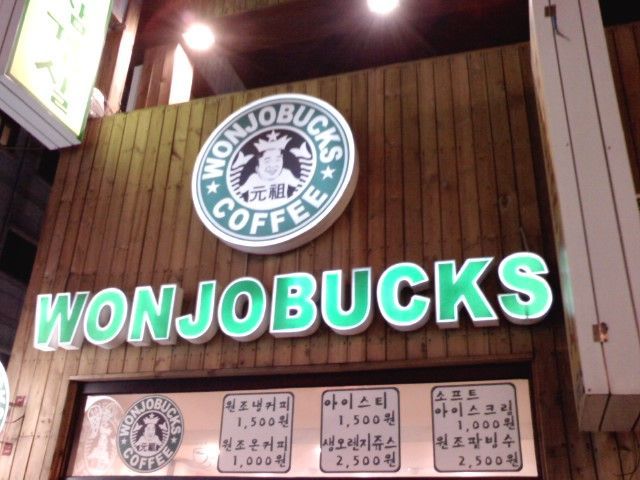 WONJOBUCKS
元祖
COFFEE
WONJOBUCKS
WONJOBUCKS
COFFEE
원조냉커피
1,500원
원조온커피
1,000원
아이스티
1,500원
생오렌지쥬스
2,500원
소프트
아이스크림
1,000원
원조팥빙수
2,500원